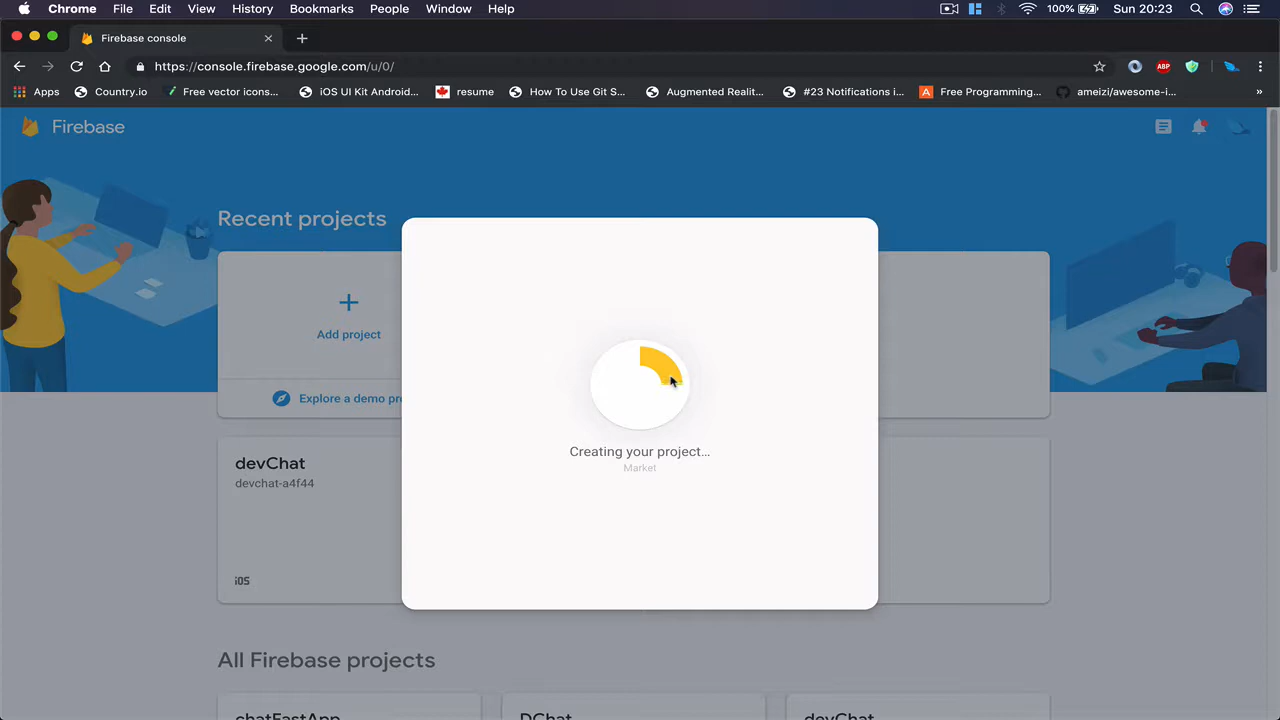 Chrome File Edit View History Bookmarks People Window Help 100% Sun 20:23
Firebase console
https://console.firebase.google.com/u/0/
Apps Country.io Free vector icons... iOS UI Kit Android... resume How To Use Git S... Augmented Realit... #23 Notifications i... Free Programming... ameizi/awesome-i... »
ABP
Firebase
Recent projects
Add project
Explore a demo pr
Creating your project...
Market
devChat
devchat-a4f44
iOS
All Firebase projects
chatFastApp DChat devChat